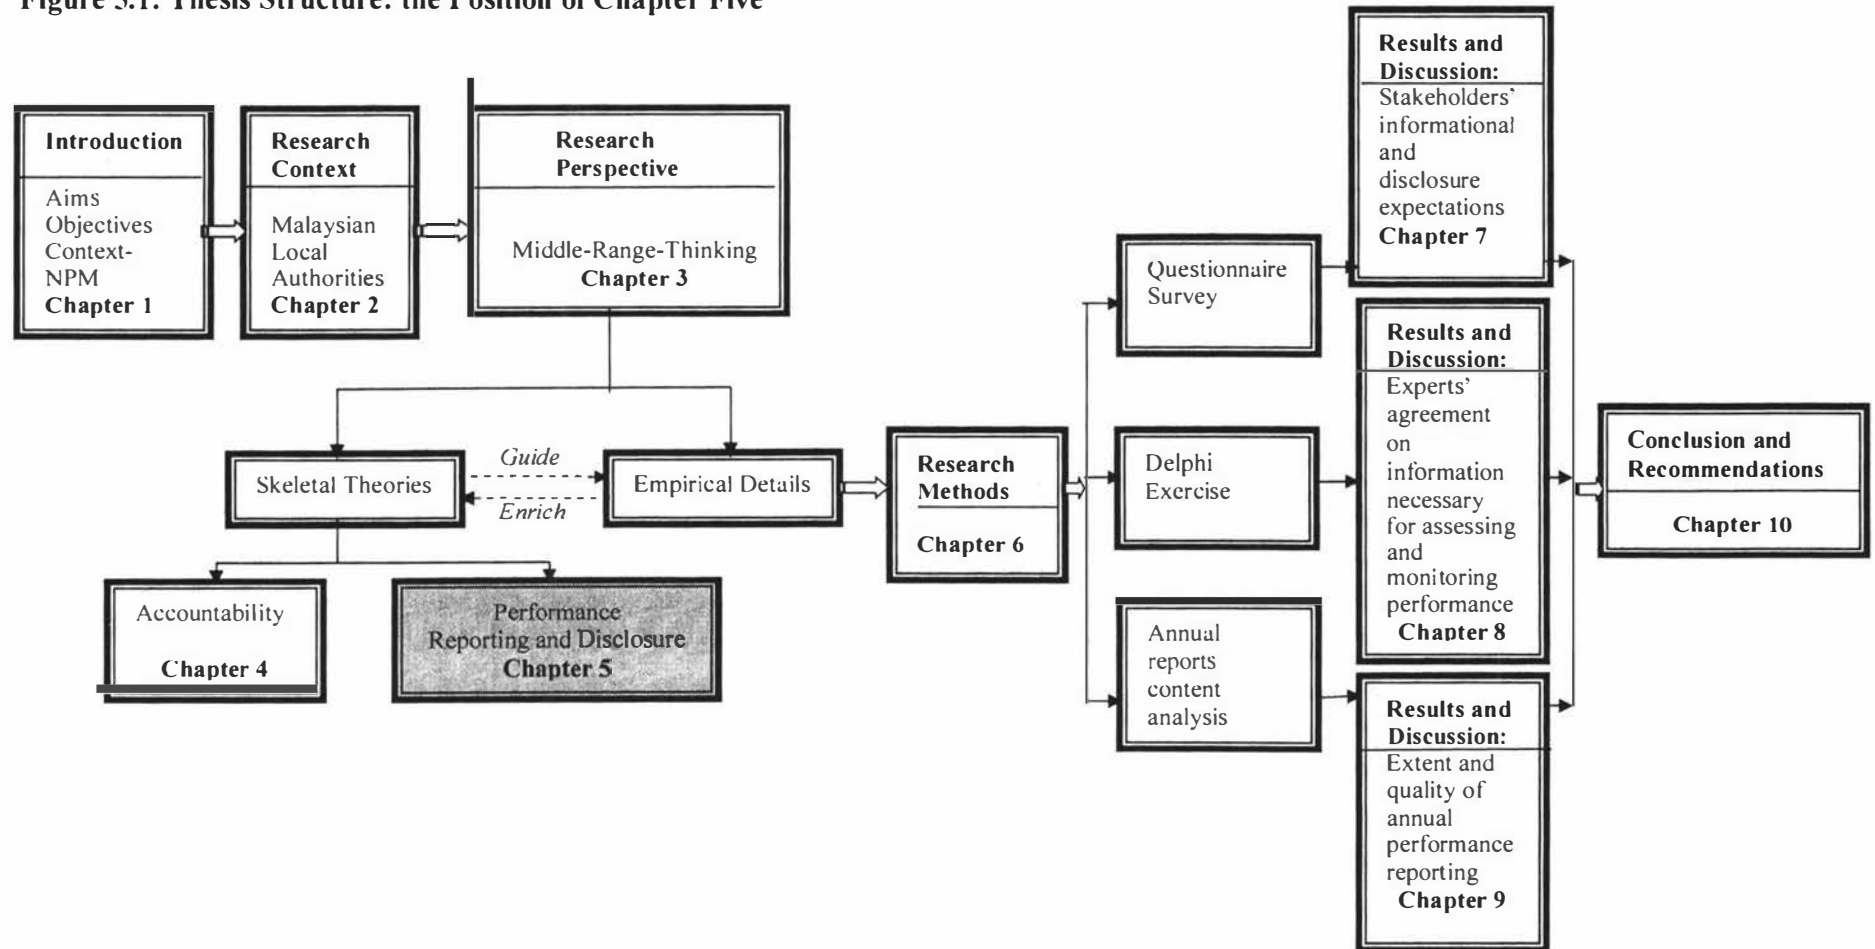 Figure 5.1: Thesis Structure: the Position of Chapter Five
Introduction
Aims
Objectives
Context-
NPM
Chapter 1
Research
Context
Malaysian
Local
Authorities
Chapter 2
Research
Perspective
Middle-Range-Thinking
Chapter 3
Skeletal Theories
Guide
Enrich
Empirical Details
Accountability
Chapter 4
Performance
Reporting and Disclosure
Chapter 5
Research
Methods
Chapter 6
Questionnaire
Survey
Delphi
Exercise
Annual
reports
content
analysis
Results and
Discussion:
Stakeholders'
informational
and
disclosure
expectations
Chapter 7
Results and
Discussion:
Experts'
agreement
on
information
necessary
for assessing
and
monitoring
performance
Chapter 8
Results and
Discussion:
Extent and
quality of
annual
performance
reporting
Chapter 9
Conclusion and
Recommendations
Chapter 10